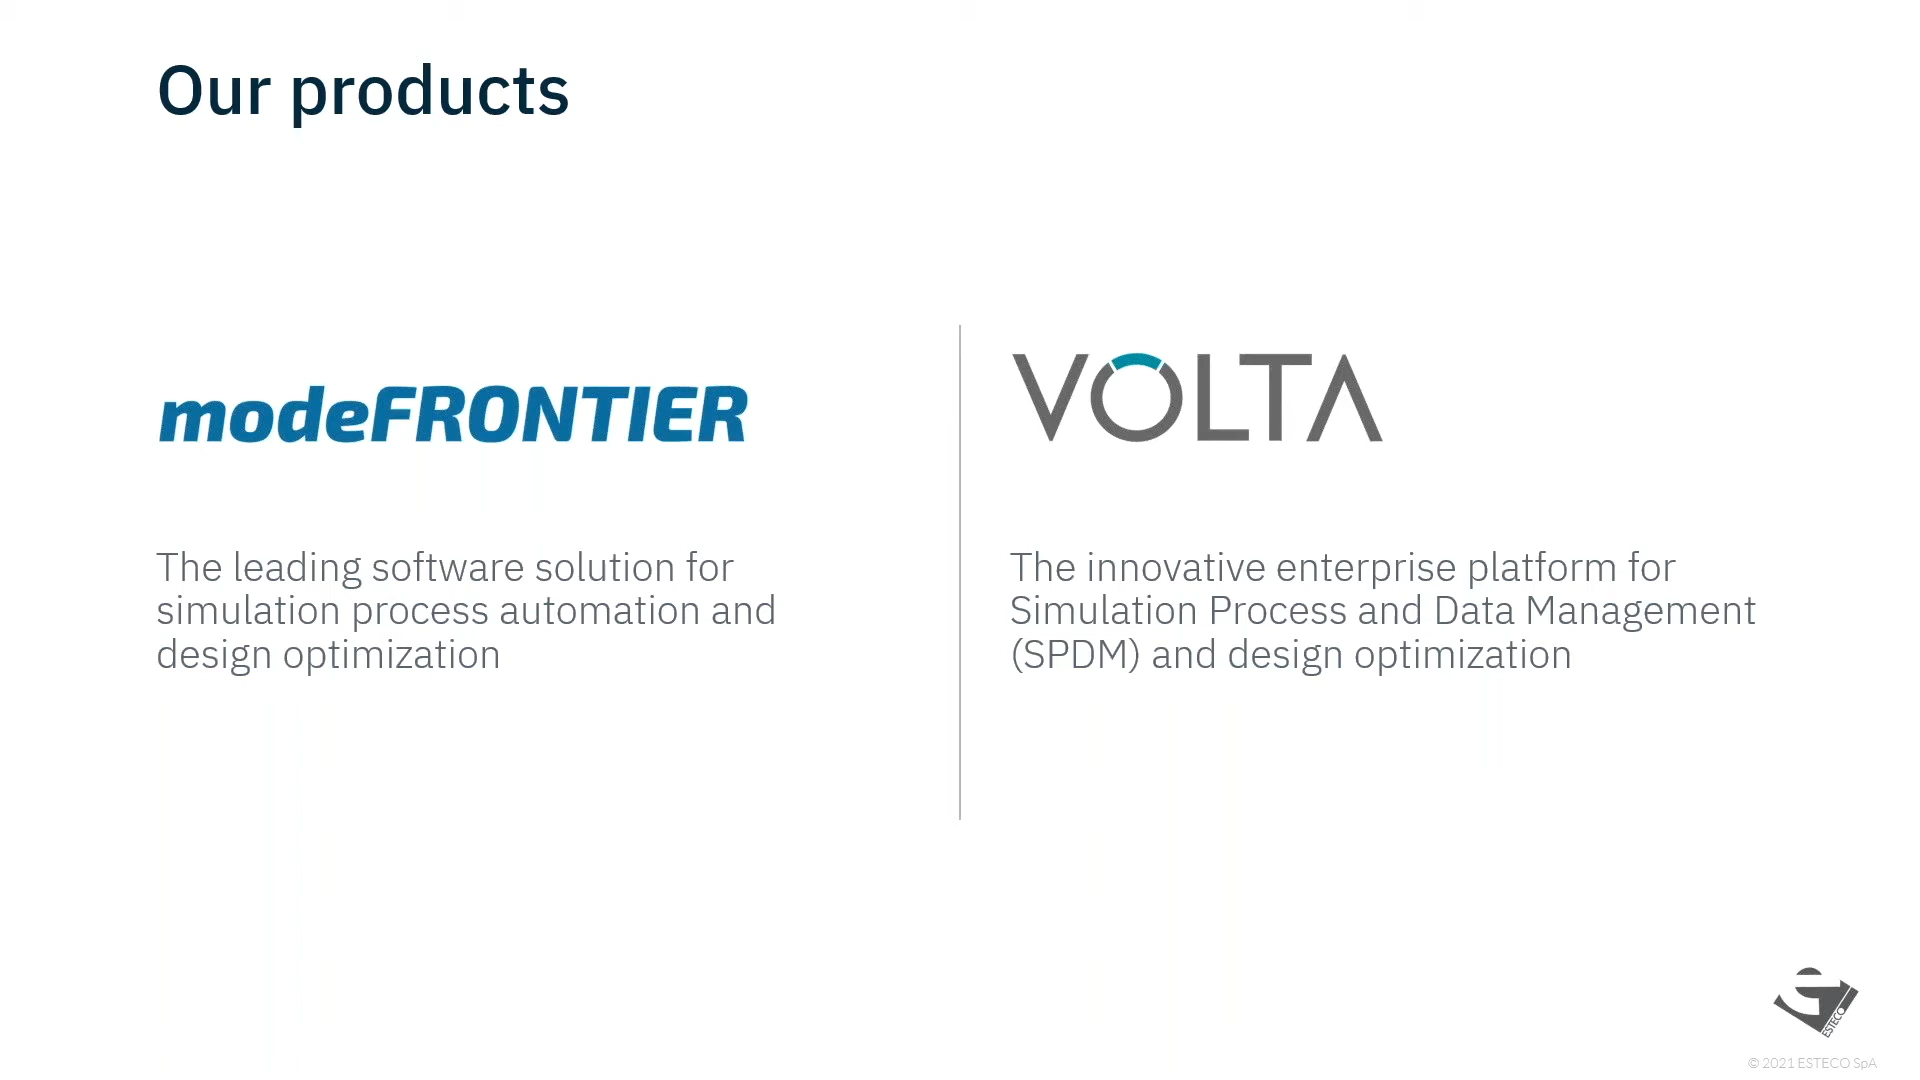 Our products
modeFRONTIER
The leading software solution for
simulation process automation and
design optimization
VOLTA
The innovative enterprise platform for
Simulation Process and Data Management
(SPDM) and design optimization
ESTECO
© 2021 ESTECO SpA